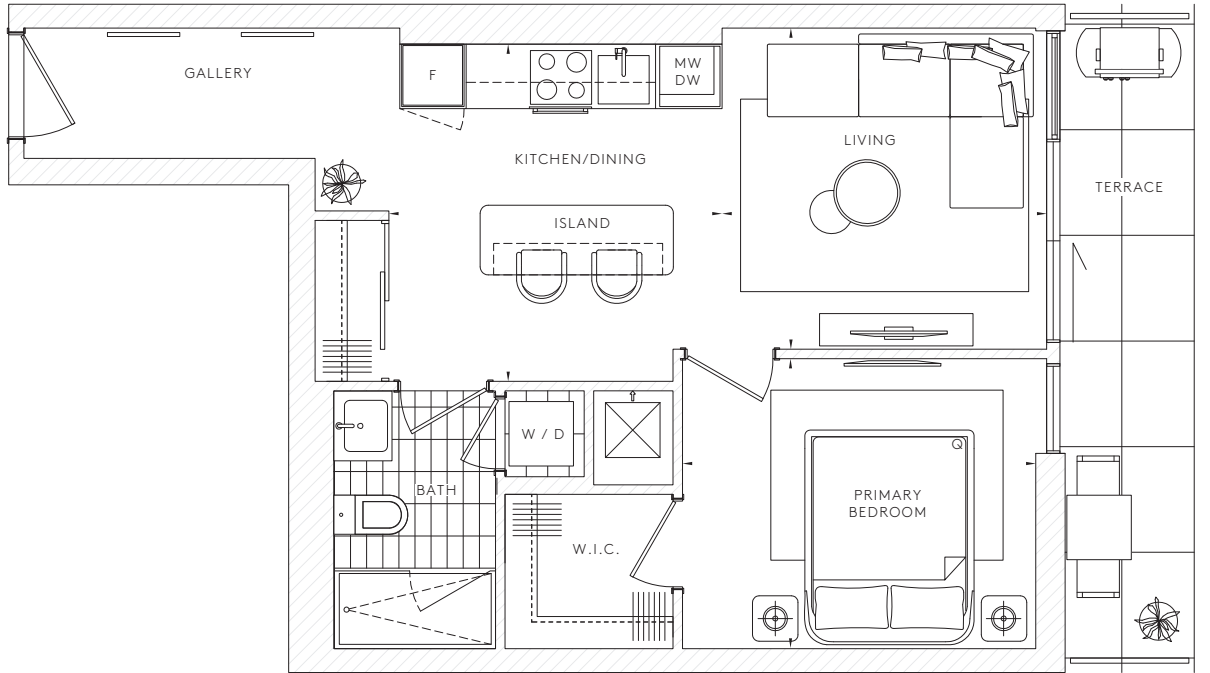 GALLERY
F
MW
DW
KITCHEN/DINING
LIVING
TERRACE
ISLAND
W / D
BATH
W.I.C.
Q
PRIMARY
BEDROOM